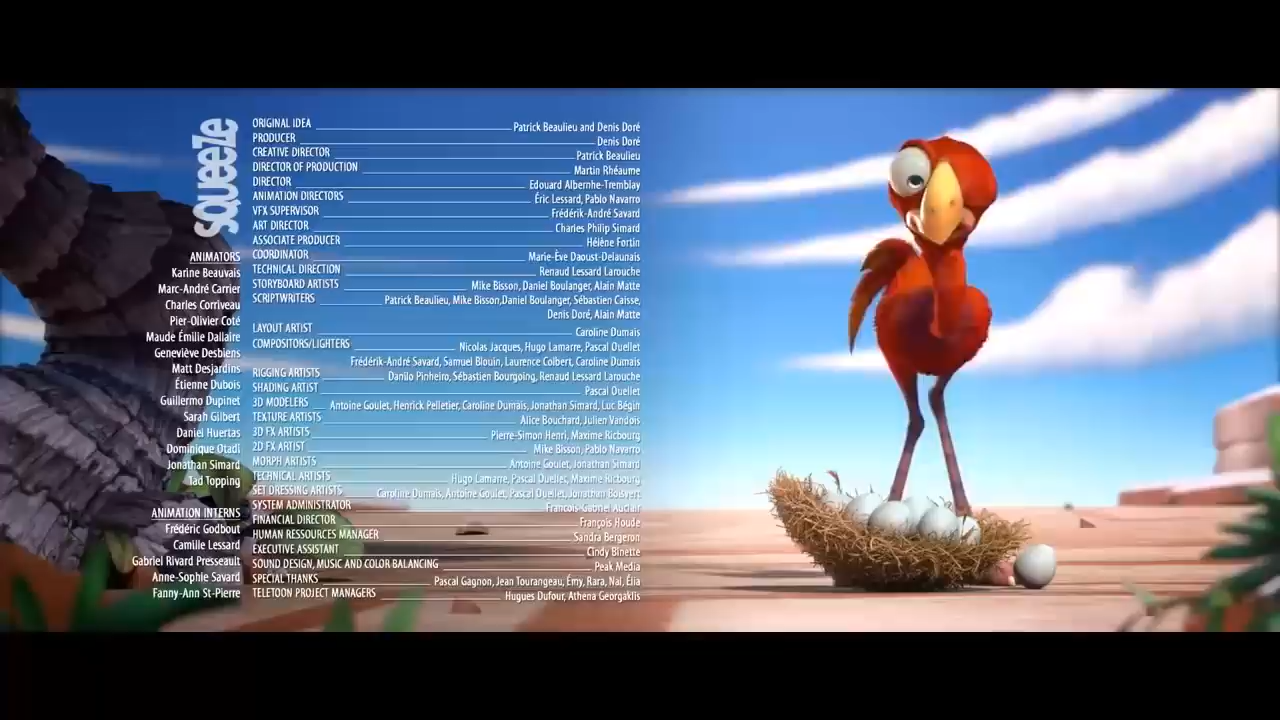 squeeze
ANIMATORS
Karine Beauvais
Marc-André Carrier
Charles Corriveau
Pier-Olivier Coté
Maude Émilie Dallaire
Geneviève Desbiens
Matt Desjardins
Étienne Dubois
Guillermo Dupinet
Sarah Gilbert
Daniel Huertas
Dominique Otadi
Jonathan Simard
Tad Topping
ANIMATION INTERNS
Frédéric Godbout
Camille Lessard
Gabriel Rivard Presseault
Anne-Sophie Savard
Fanny-Ann St-Pierre
ORIGINAL IDEA Patrick Beaulieu and Denis Doré
PRODUCER Denis Doré
CREATIVE DIRECTOR Patrick Beaulieu
DIRECTOR OF PRODUCTION Martin Rhéaume
DIRECTOR Edouard Albernhe-Tremblay
ANIMATION DIRECTORS Éric Lessard, Pablo Navarro
VFX SUPERVISOR Frédérik-André Savard
ART DIRECTOR Charles Philip Simard
ASSOCIATE PRODUCER Hélène Fortin
COORDINATOR Marie-Ève Daoust-Delaunais
TECHNICAL DIRECTION Renaud Lessard Larouche
STORYBOARD ARTISTS Mike Bisson, Daniel Boulanger, Alain Matte
SCRIPTWRITERS Patrick Beaulieu, Mike Bisson,Daniel Boulanger, Sébastien Caisse,
Denis Doré, Alain Matte
LAYOUT ARTIST Caroline Dumais
COMPOSITORS/LIGHTERS Nicolas Jacques, Hugo Lamarre, Pascal Ouellet
Frédérik-André Savard, Samuel Blouin, Laurence Colbert, Caroline Dumais
RIGGING ARTISTS Danilo Pinheiro, Sébastien Bourgoing, Renaud Lessard Larouche
SHADING ARTIST Pascal Ouellet
3D MODELERS Antoine Goulet, Henrick Pelletier, Caroline Dumais, Jonathan Simard, Luc Bégin
TEXTURE ARTISTS Alice Bouchard, Julien Vandois
3D FX ARTISTS Pierre-Simon Henri, Maxime Ricbourg
2D FX ARTIST Mike Bisson, Pablo Navarro
MORPH ARTISTS Antoine Goulet, Jonathan Simard
TECHNICAL ARTISTS Hugo Lamarre, Pascal Ouellet, Maxime Ricbourg
SET DRESSING ARTISTS Caroline Dumais, Antoine Goulet, Pascal Ouellet, Jonathan Boisvert
SYSTEM ADMINISTRATOR François-Gabriel Auclair
FINANCIAL DIRECTOR François Houde
HUMAN RESSOURCES MANAGER Sandra Bergeron
EXECUTIVE ASSISTANT Cindy Binette
SOUND DESIGN, MUSIC AND COLOR BALANCING Peak Media
SPECIAL THANKS Pascal Gagnon, Jean Tourangeau, Émy, Rara, Nal, Élia
TELETOON PROJECT MANAGERS Hugues Dufour, Athena Georgaklis